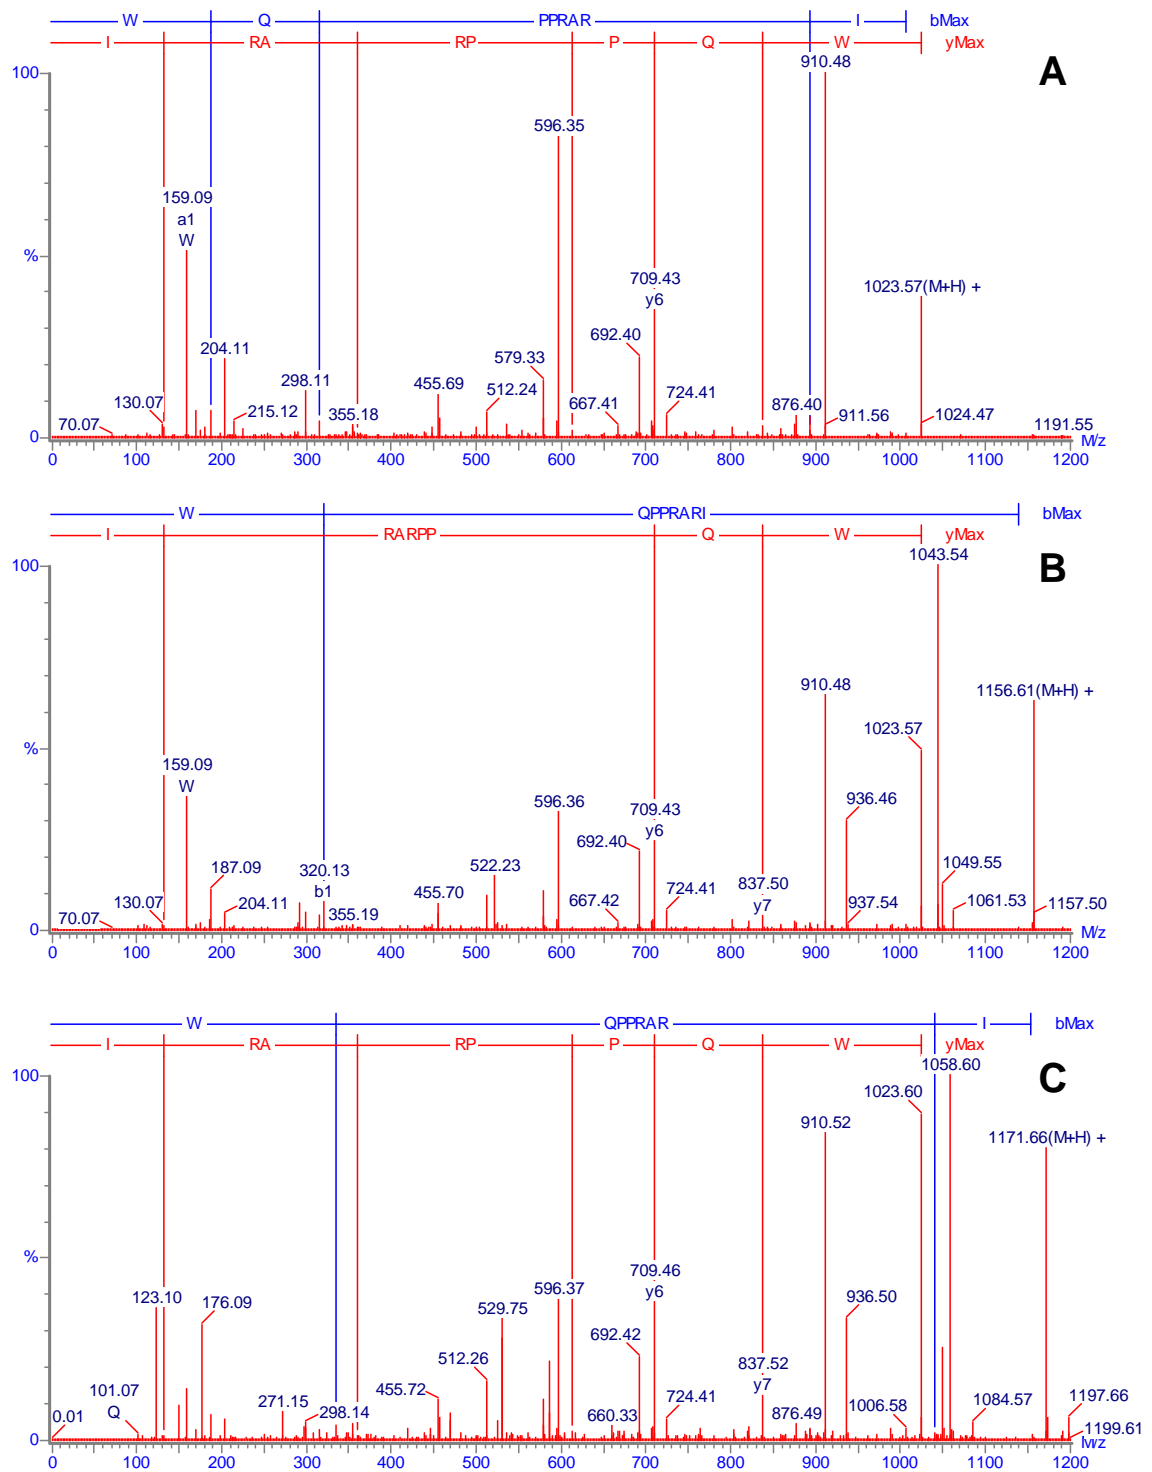 W Q PPRAR I bMax
I RA RP P Q W yMax
A
100
910.48
596.35
159.09
a1
W
709.43
y6
1023.57(M+H) +
%
204.11
692.40
579.33
298.11
455.69
512.24
130.07
215.12
355.18
667.41
724.41
876.40
911.56
1024.47
70.07
1191.55
0
M/z
0 100 200 300 400 500 600 700 800 900 1000 1100 1200
W QPPRARI bMax
I RARPP Q W yMax
B
100
1043.54
910.48
1156.61(M+H) +
1023.57
%
159.09
W
596.36
709.43
y6
936.46
692.40
187.09
320.13
b1
522.23
1049.55
130.07
204.11
355.19
455.70
667.42
724.41
837.50
y7
937.54
1061.53
1157.50
70.07
0
M/z
0 100 200 300 400 500 600 700 800 900 1000 1100 1200
W QPPRAR I bMax
I RA RP P Q W yMax
C
100
1058.60
1023.60
910.52
1171.66(M+H) +
%
123.10
176.09
596.37
709.46
y6
936.50
529.75
692.42
512.26
837.52
y7
101.07
Q
271.15
455.72
0.01
298.14
660.33
724.41
876.49
1006.58
1084.57
1197.66
1199.61
0
M/z
0 100 200 300 400 500 600 700 800 900 1000 1100 1200